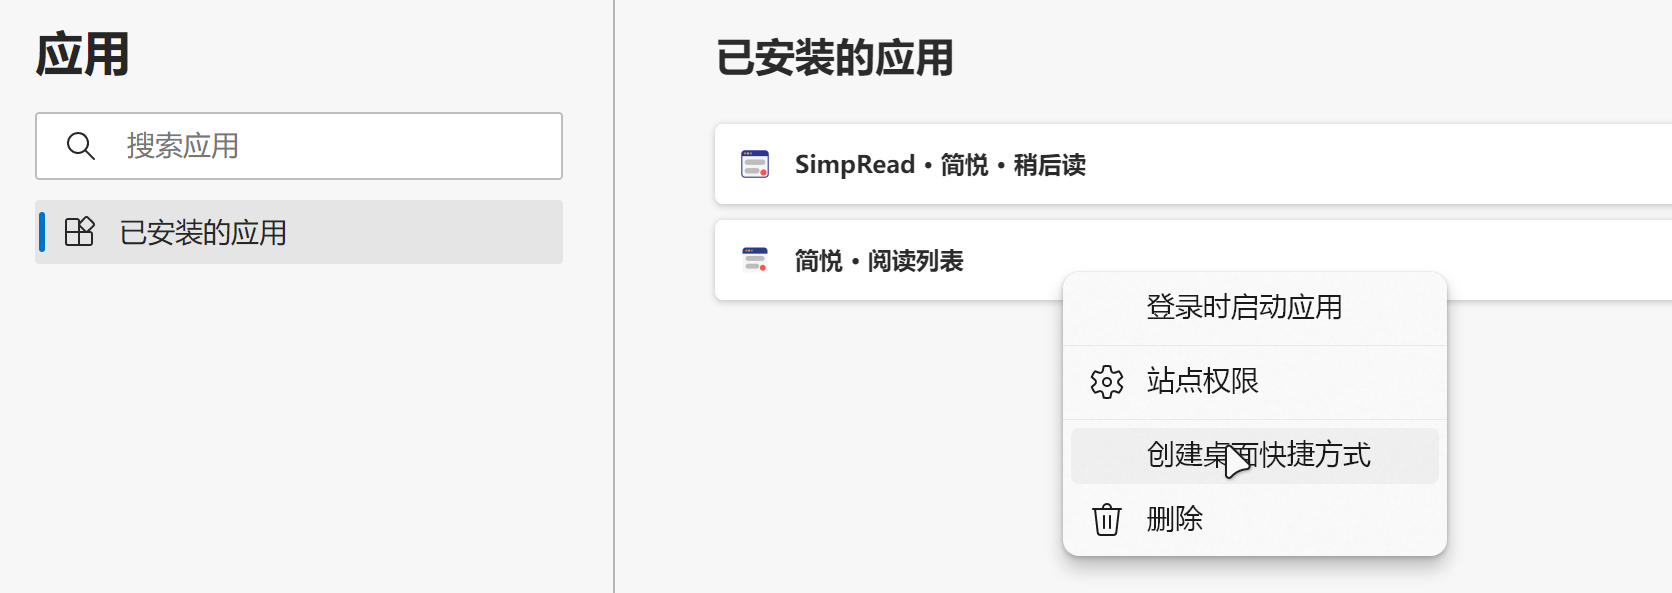 应用
搜索应用
已安装的应用
已安装的应用
SimpRead • 简悦 • 稍后读
简悦 • 阅读列表
登录时启动应用
站点权限
创建桌面快捷方式
删除